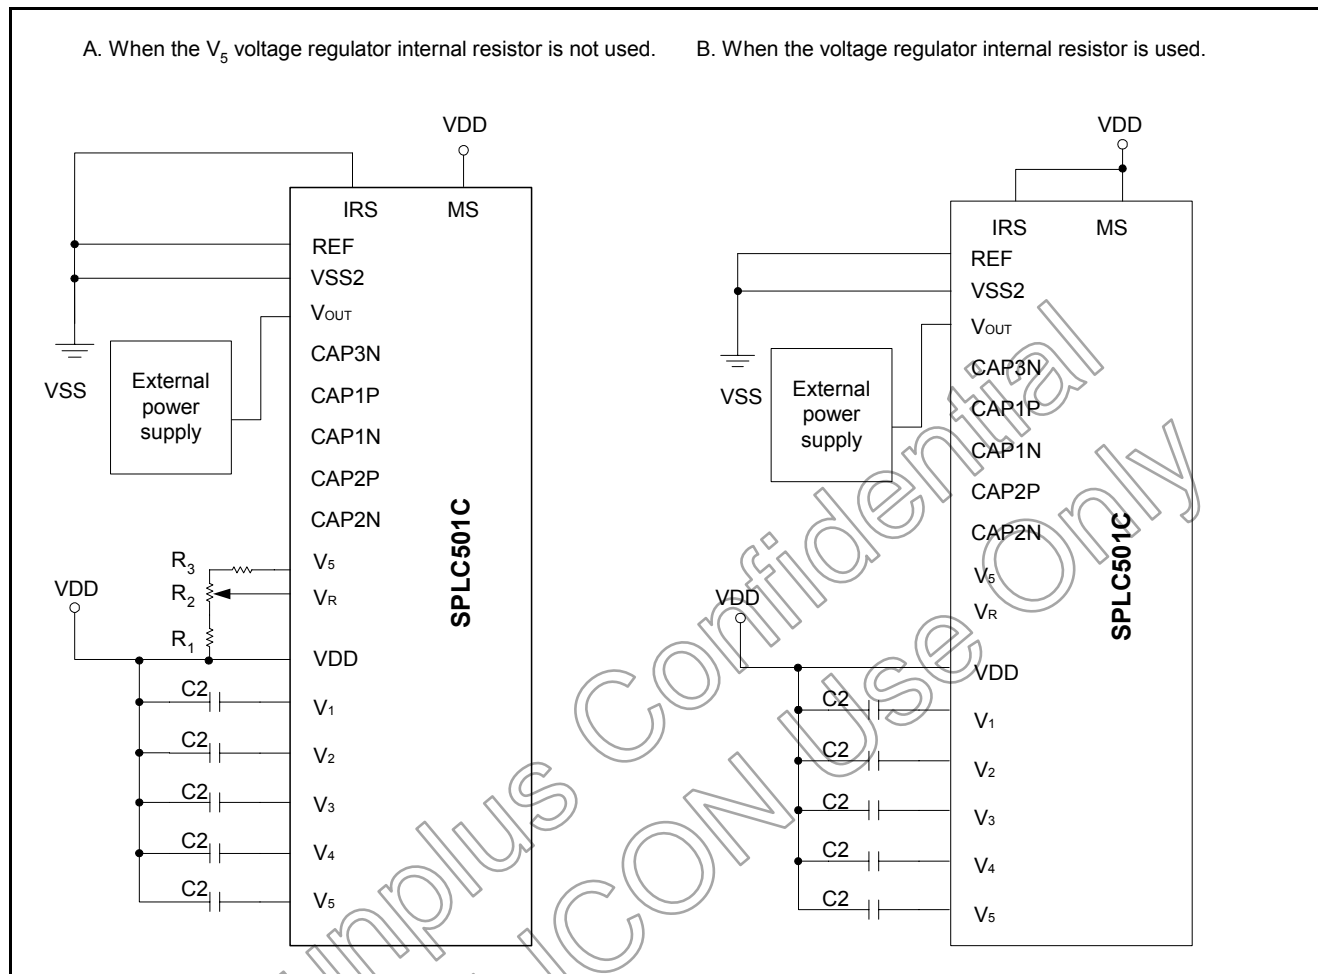 A. When the V5 voltage regulator internal resistor is not used.
B. When the voltage regulator internal resistor is used.
VDD
IRS
MS
REF
VSS2
VOUT
CAP3N
CAP1P
CAP1N
CAP2P
CAP2N
V5
VR
VDD
V1
V2
V3
V4
V5
SPLC501C
VSS
External
power
supply
R3
R2
R1
VDD
C2
C2
C2
C2
C2
VDD
IRS
MS
REF
VSS2
VOUT
CAP3N
CAP1P
CAP1N
CAP2P
CAP2N
V5
VR
VDD
V1
V2
V3
V4
V5
SPLC501C
VSS
External
power
supply
VDD
C2
C2
C2
C2
C2
unplus Confidential
ICON Use Only